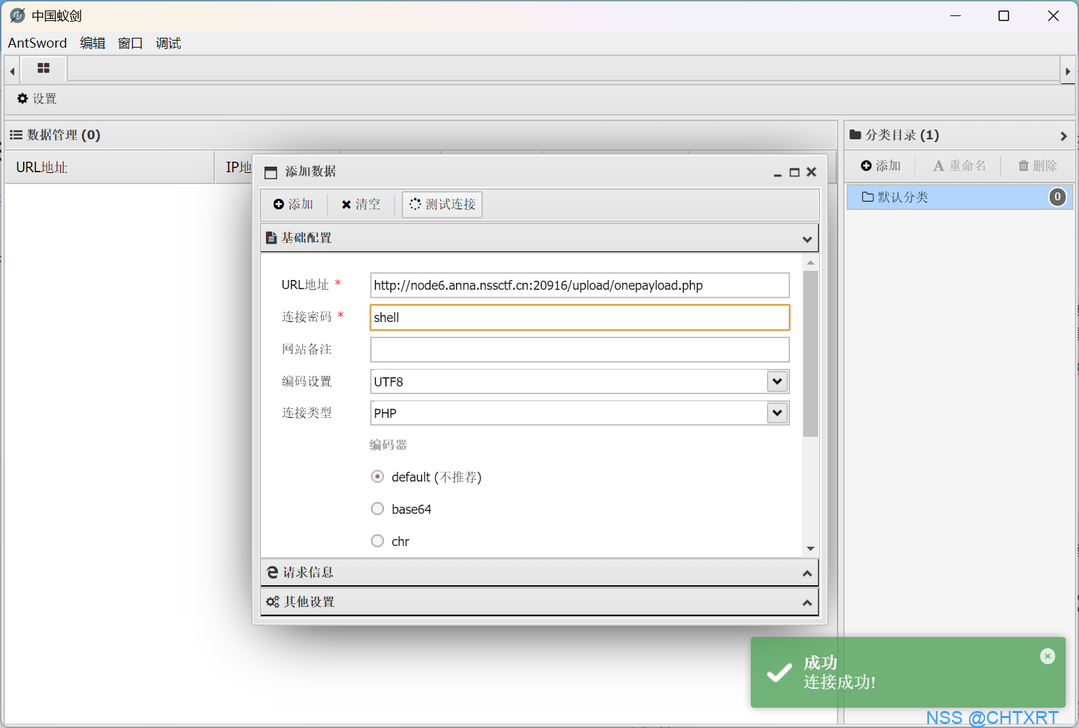 中国蚁剑
AntSword 编辑 窗口 调试
设置
数据管理 (0)
URL地址 IP地
添加数据
添加 清空 测试连接
基础配置
URL地址 * http://node6.anna.nssctf.cn:20916/upload/onepayload.php
连接密码 * shell
网站备注
编码设置 UTF8
连接类型 PHP
编码器
default (不推荐)
base64
chr
请求信息
其他设置
分类目录 (1)
添加 重命名 删除
默认分类 0
成功
连接成功!
NSS @CHTXRT